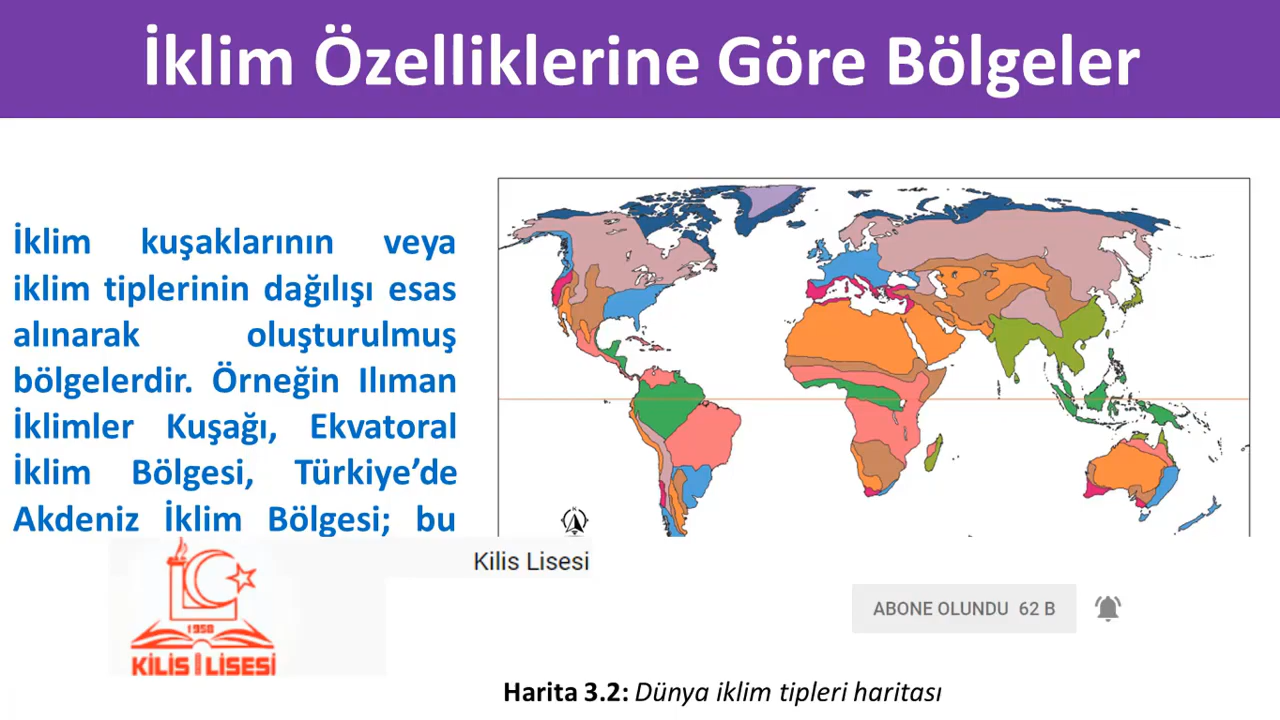 İklim Özelliklerine Göre Bölgeler
İklim kuşaklarının veya
iklim tiplerinin dağılışı esas
alınarak oluşturulmuş
bölgelerdir. Örneğin Ilıman
İklimler Kuşağı, Ekvatoral
İklim Bölgesi, Türkiye’de
Akdeniz İklim Bölgesi; bu
Kilis Lisesi
1958
KİLİS LİSESİ
ABONE OLUNDU 62 B
Harita 3.2: Dünya iklim tipleri haritası